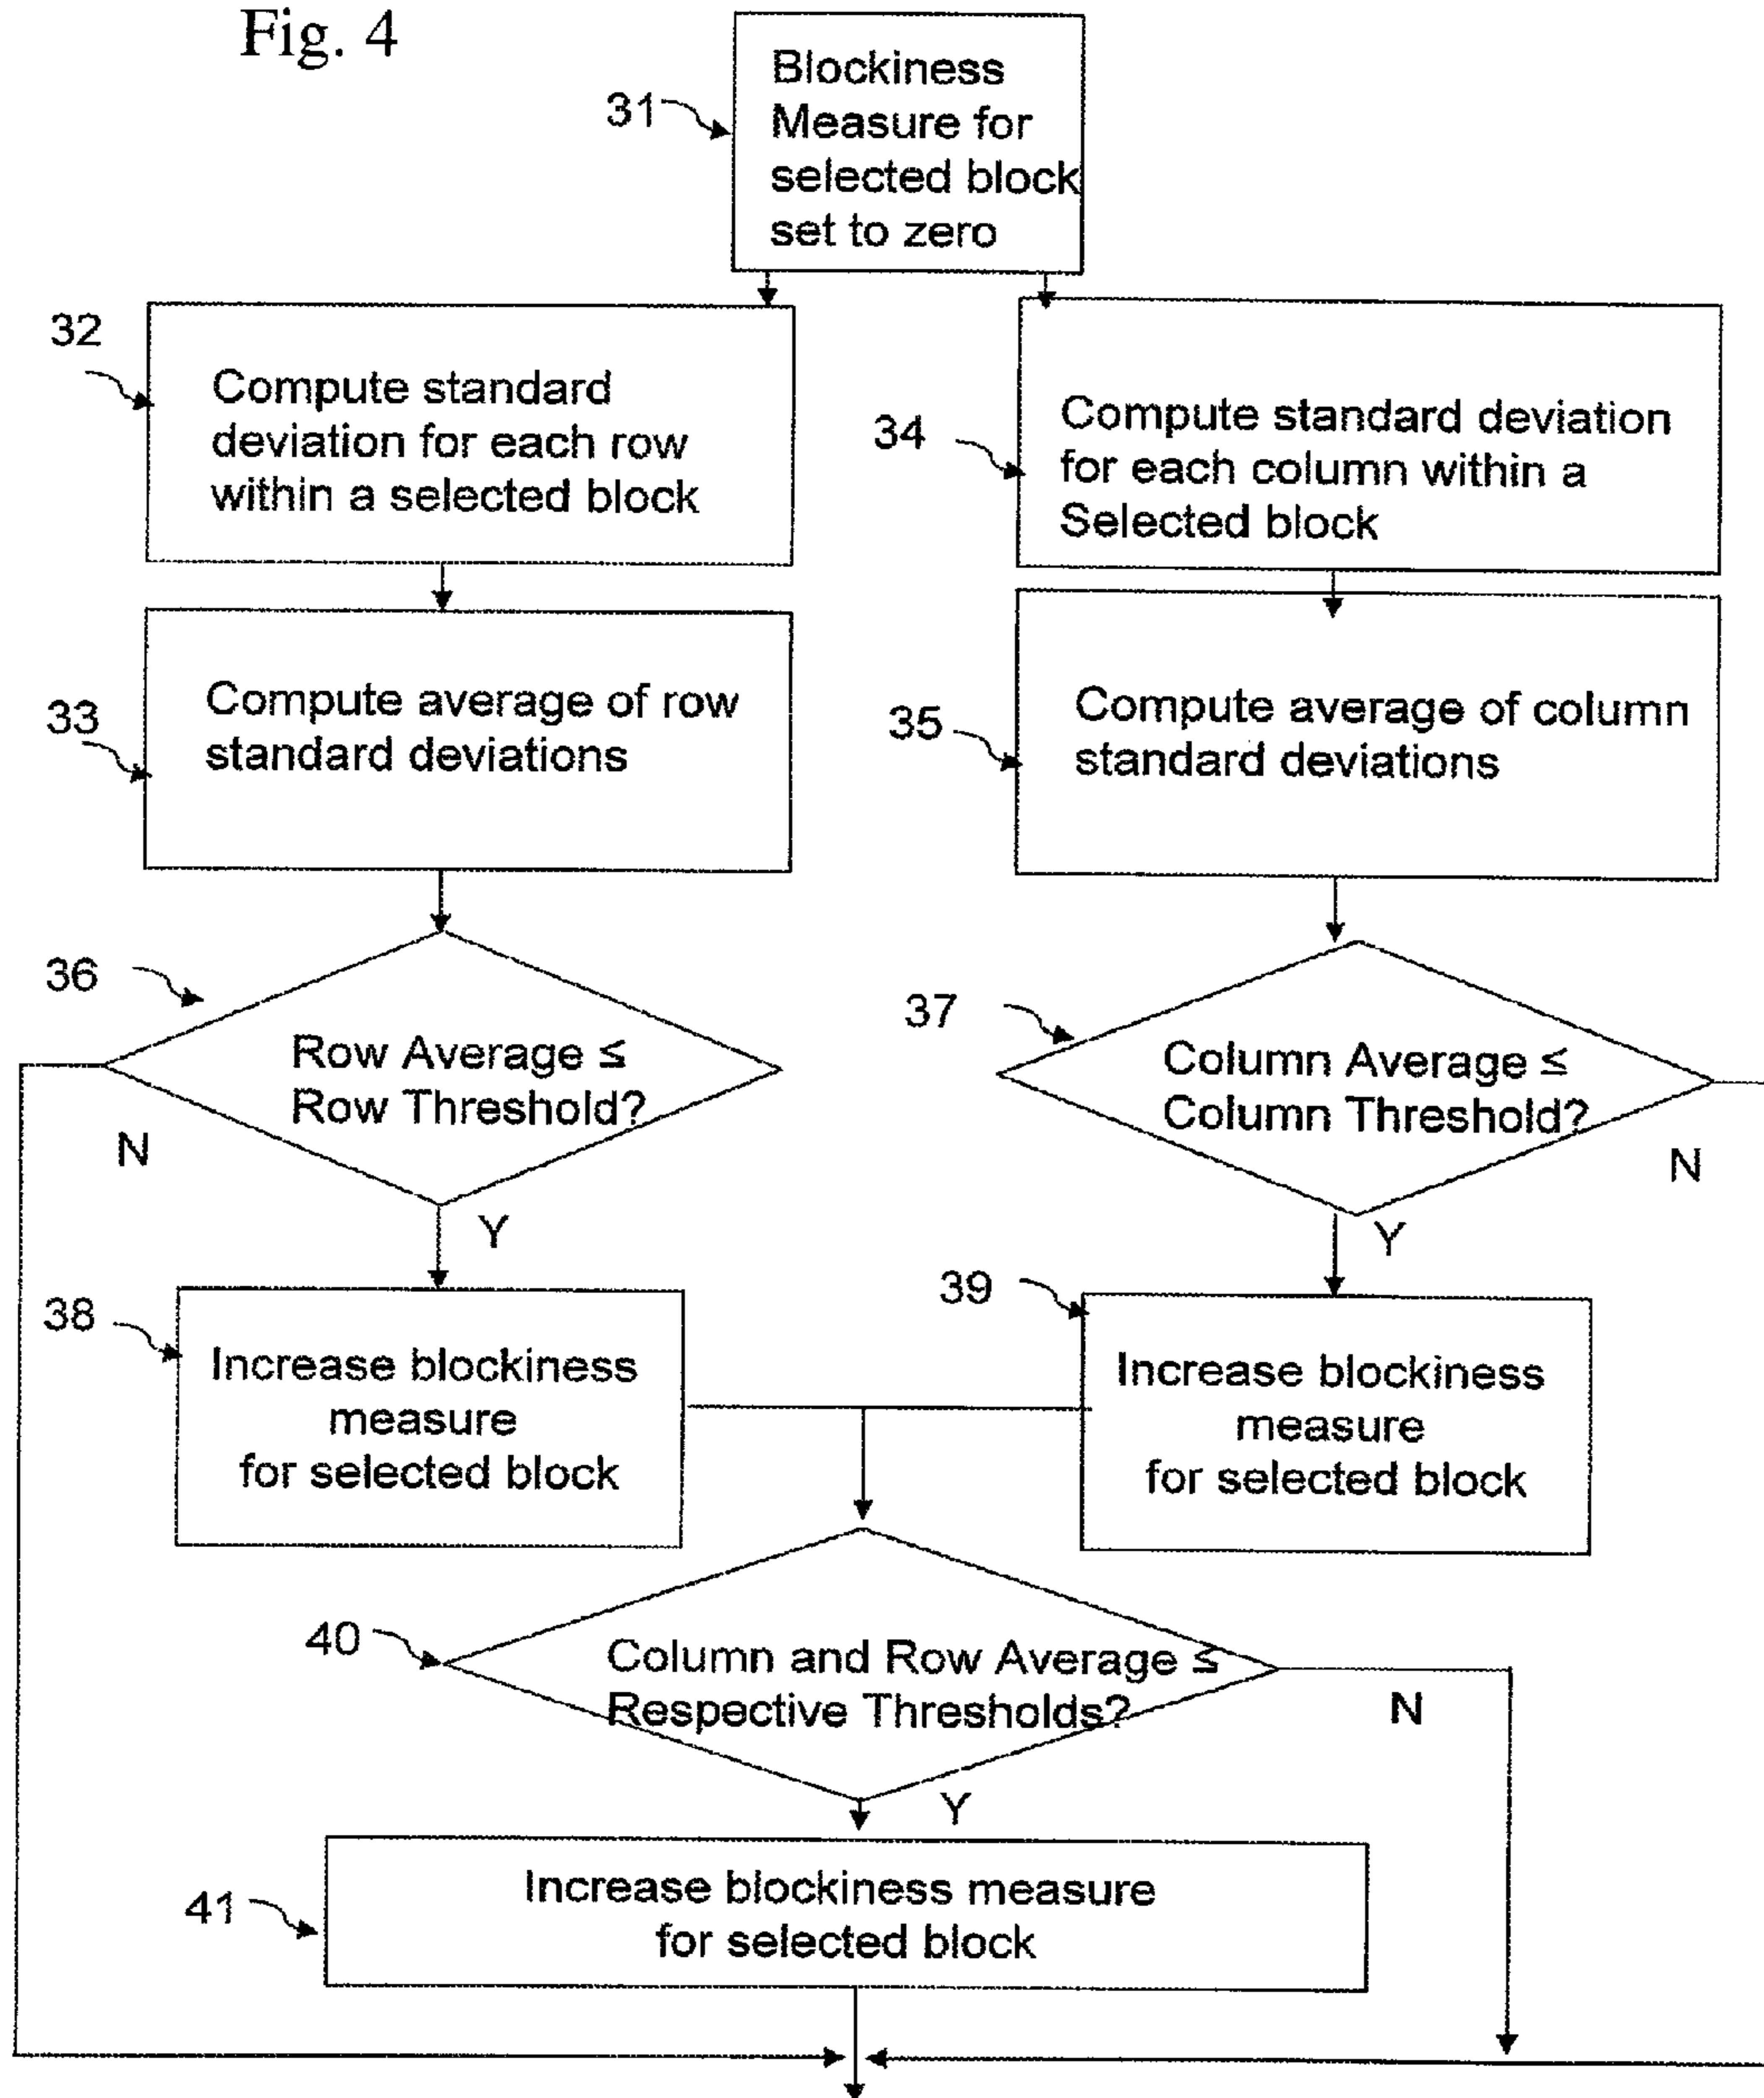 Fig. 4
31
Blockiness
Measure for
selected block
set to zero
32
Compute standard
deviation for each row
within a selected block
34
Compute standard deviation
for each column within a
Selected block
33
Compute average of row
standard deviations
35
Compute average of column
standard deviations
36
Row Average ≤
Row Threshold?
N
Y
37
Column Average ≤
Column Threshold?
N
Y
38
Increase blockiness
measure
for selected block
39
Increase blockiness
measure
for selected block
40
Column and Row Average ≤
Respective Thresholds?
N
Y
41
Increase blockiness measure
for selected block